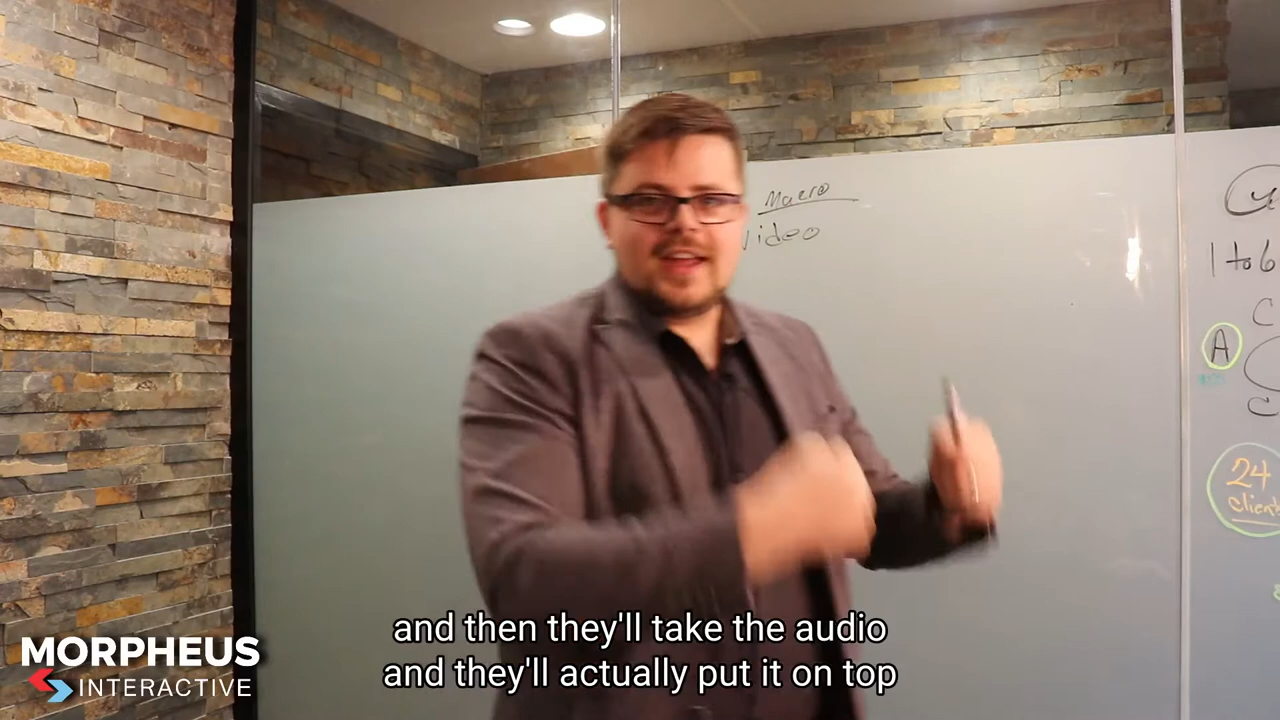 Macro
Video
1 to 6
A
24
Client
and then they'll take the audio
and they'll actually put it on top
MORPHEUS
INTERACTIVE